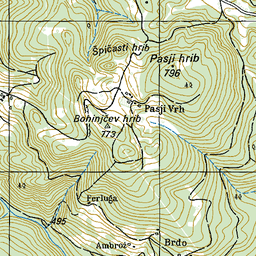 Špičasti hrib
Pasji hrib
796
Pasji Vrh
Bohinjčev hrib
773
Ferluga
495
Ambrož
Brdo